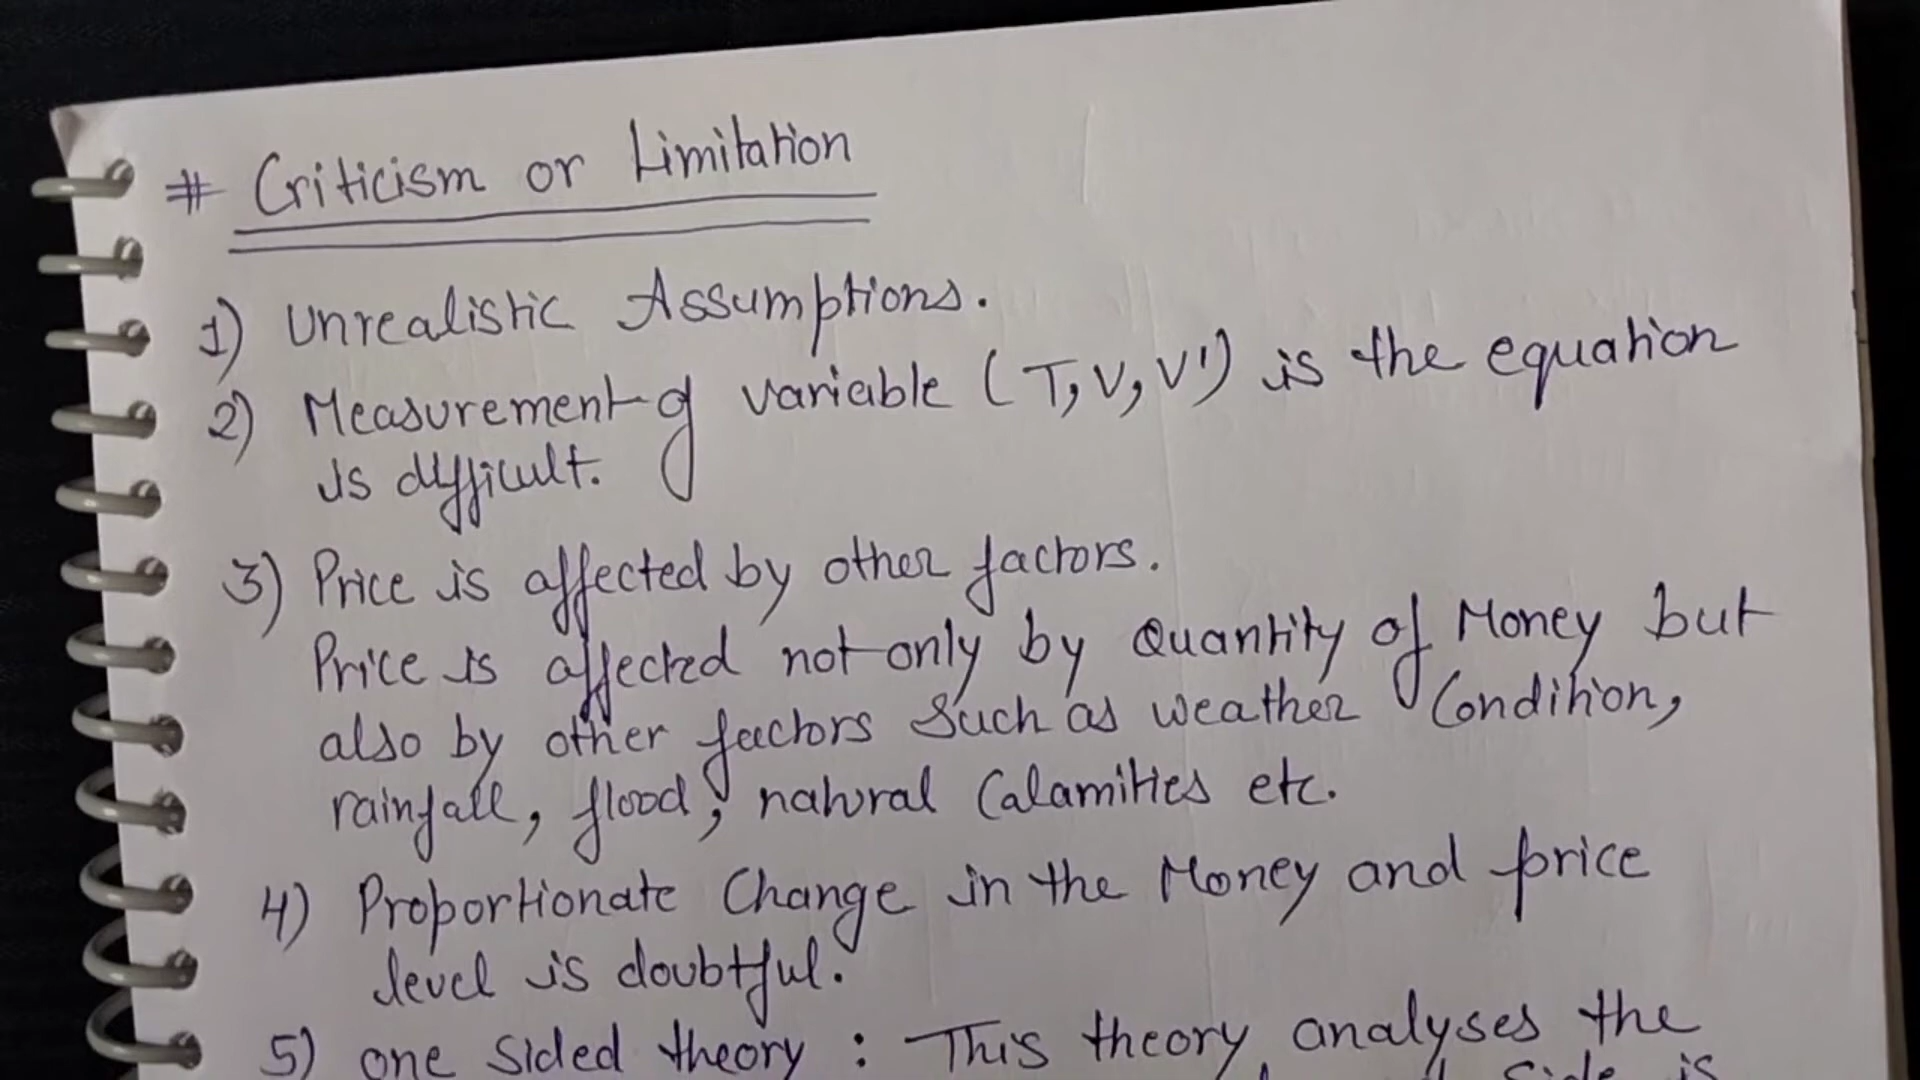 # Criticism or Limitation
1) Unrealistic Assumptions.
2) Measurement of variable (T, V, V') is the equation
is difficult.
3) Price is affected by other factors.
Price is affected not only by Quantity of Money but
also by other factors such as weather Condition,
rainfall, flood, natural Calamities etc.
4) Proportionate Change in the Money and price
level is doubtful.
5) one sided theory : This theory analyses the
side is